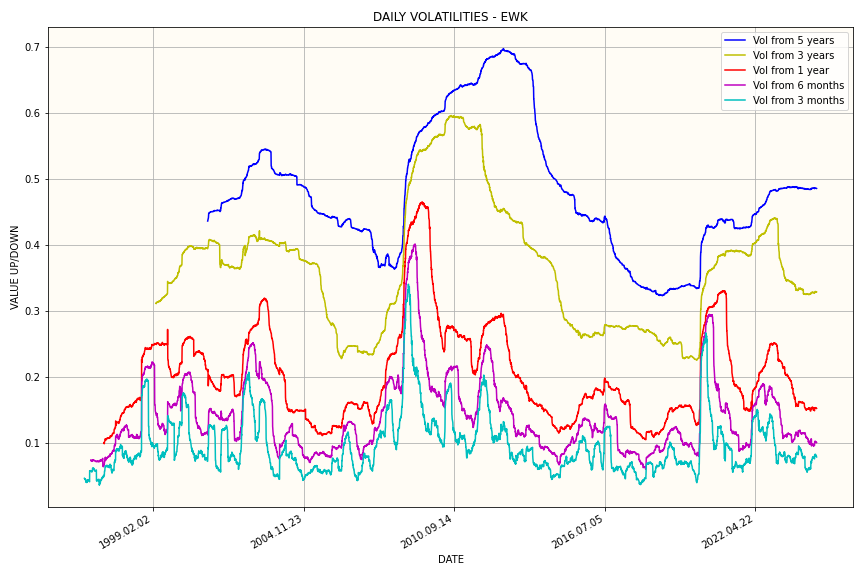 DAILY VOLATILITIES - EWK
Vol from 5 years
Vol from 3 years
Vol from 1 year
Vol from 6 months
Vol from 3 months
VALUE UP/DOWN
0.7
0.6
0.5
0.4
0.3
0.2
0.1
1999.02.02
2004.11.23
2010.09.14
2016.07.05
2022.04.22
DATE